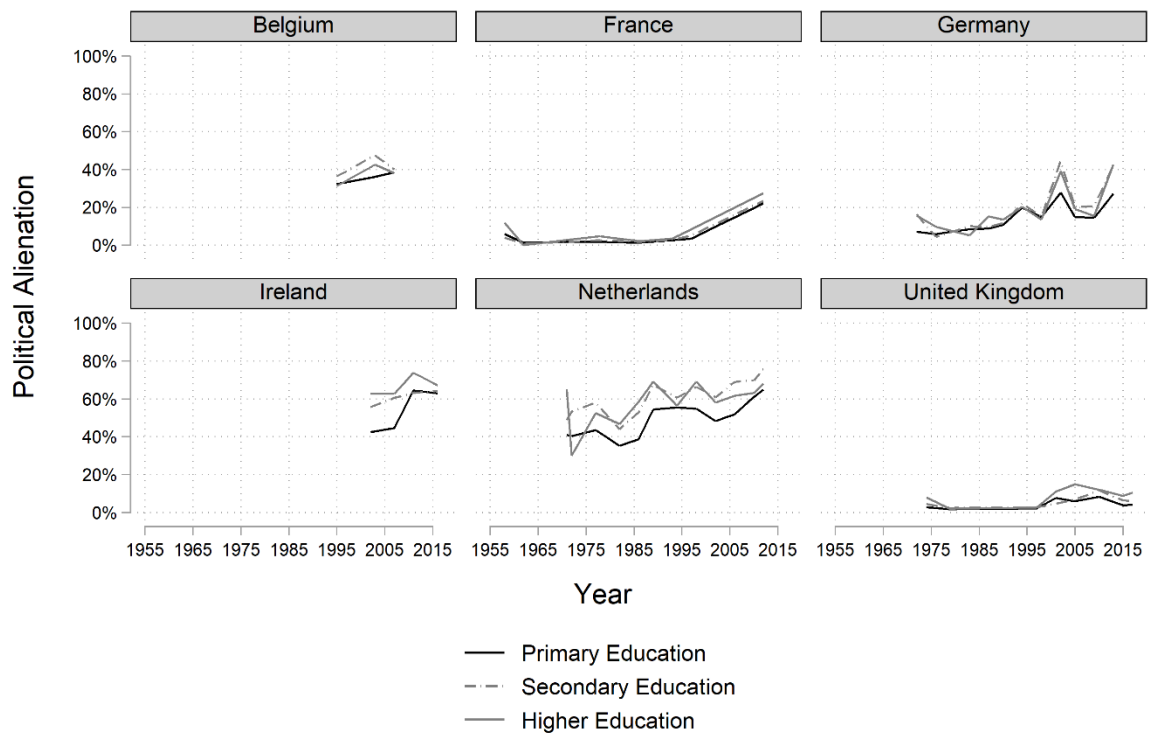 Belgium France Germany
100%
80%
60%
40%
20%
0%
Political Alienation
Ireland Netherlands United Kingdom
100%
80%
60%
40%
20%
0%
1955 1965 1975 1985 1995 2005 2015 1955 1965 1975 1985 1995 2005 2015 1955 1965 1975 1985 1995 2005 2015
Year
Primary Education
Secondary Education
Higher Education